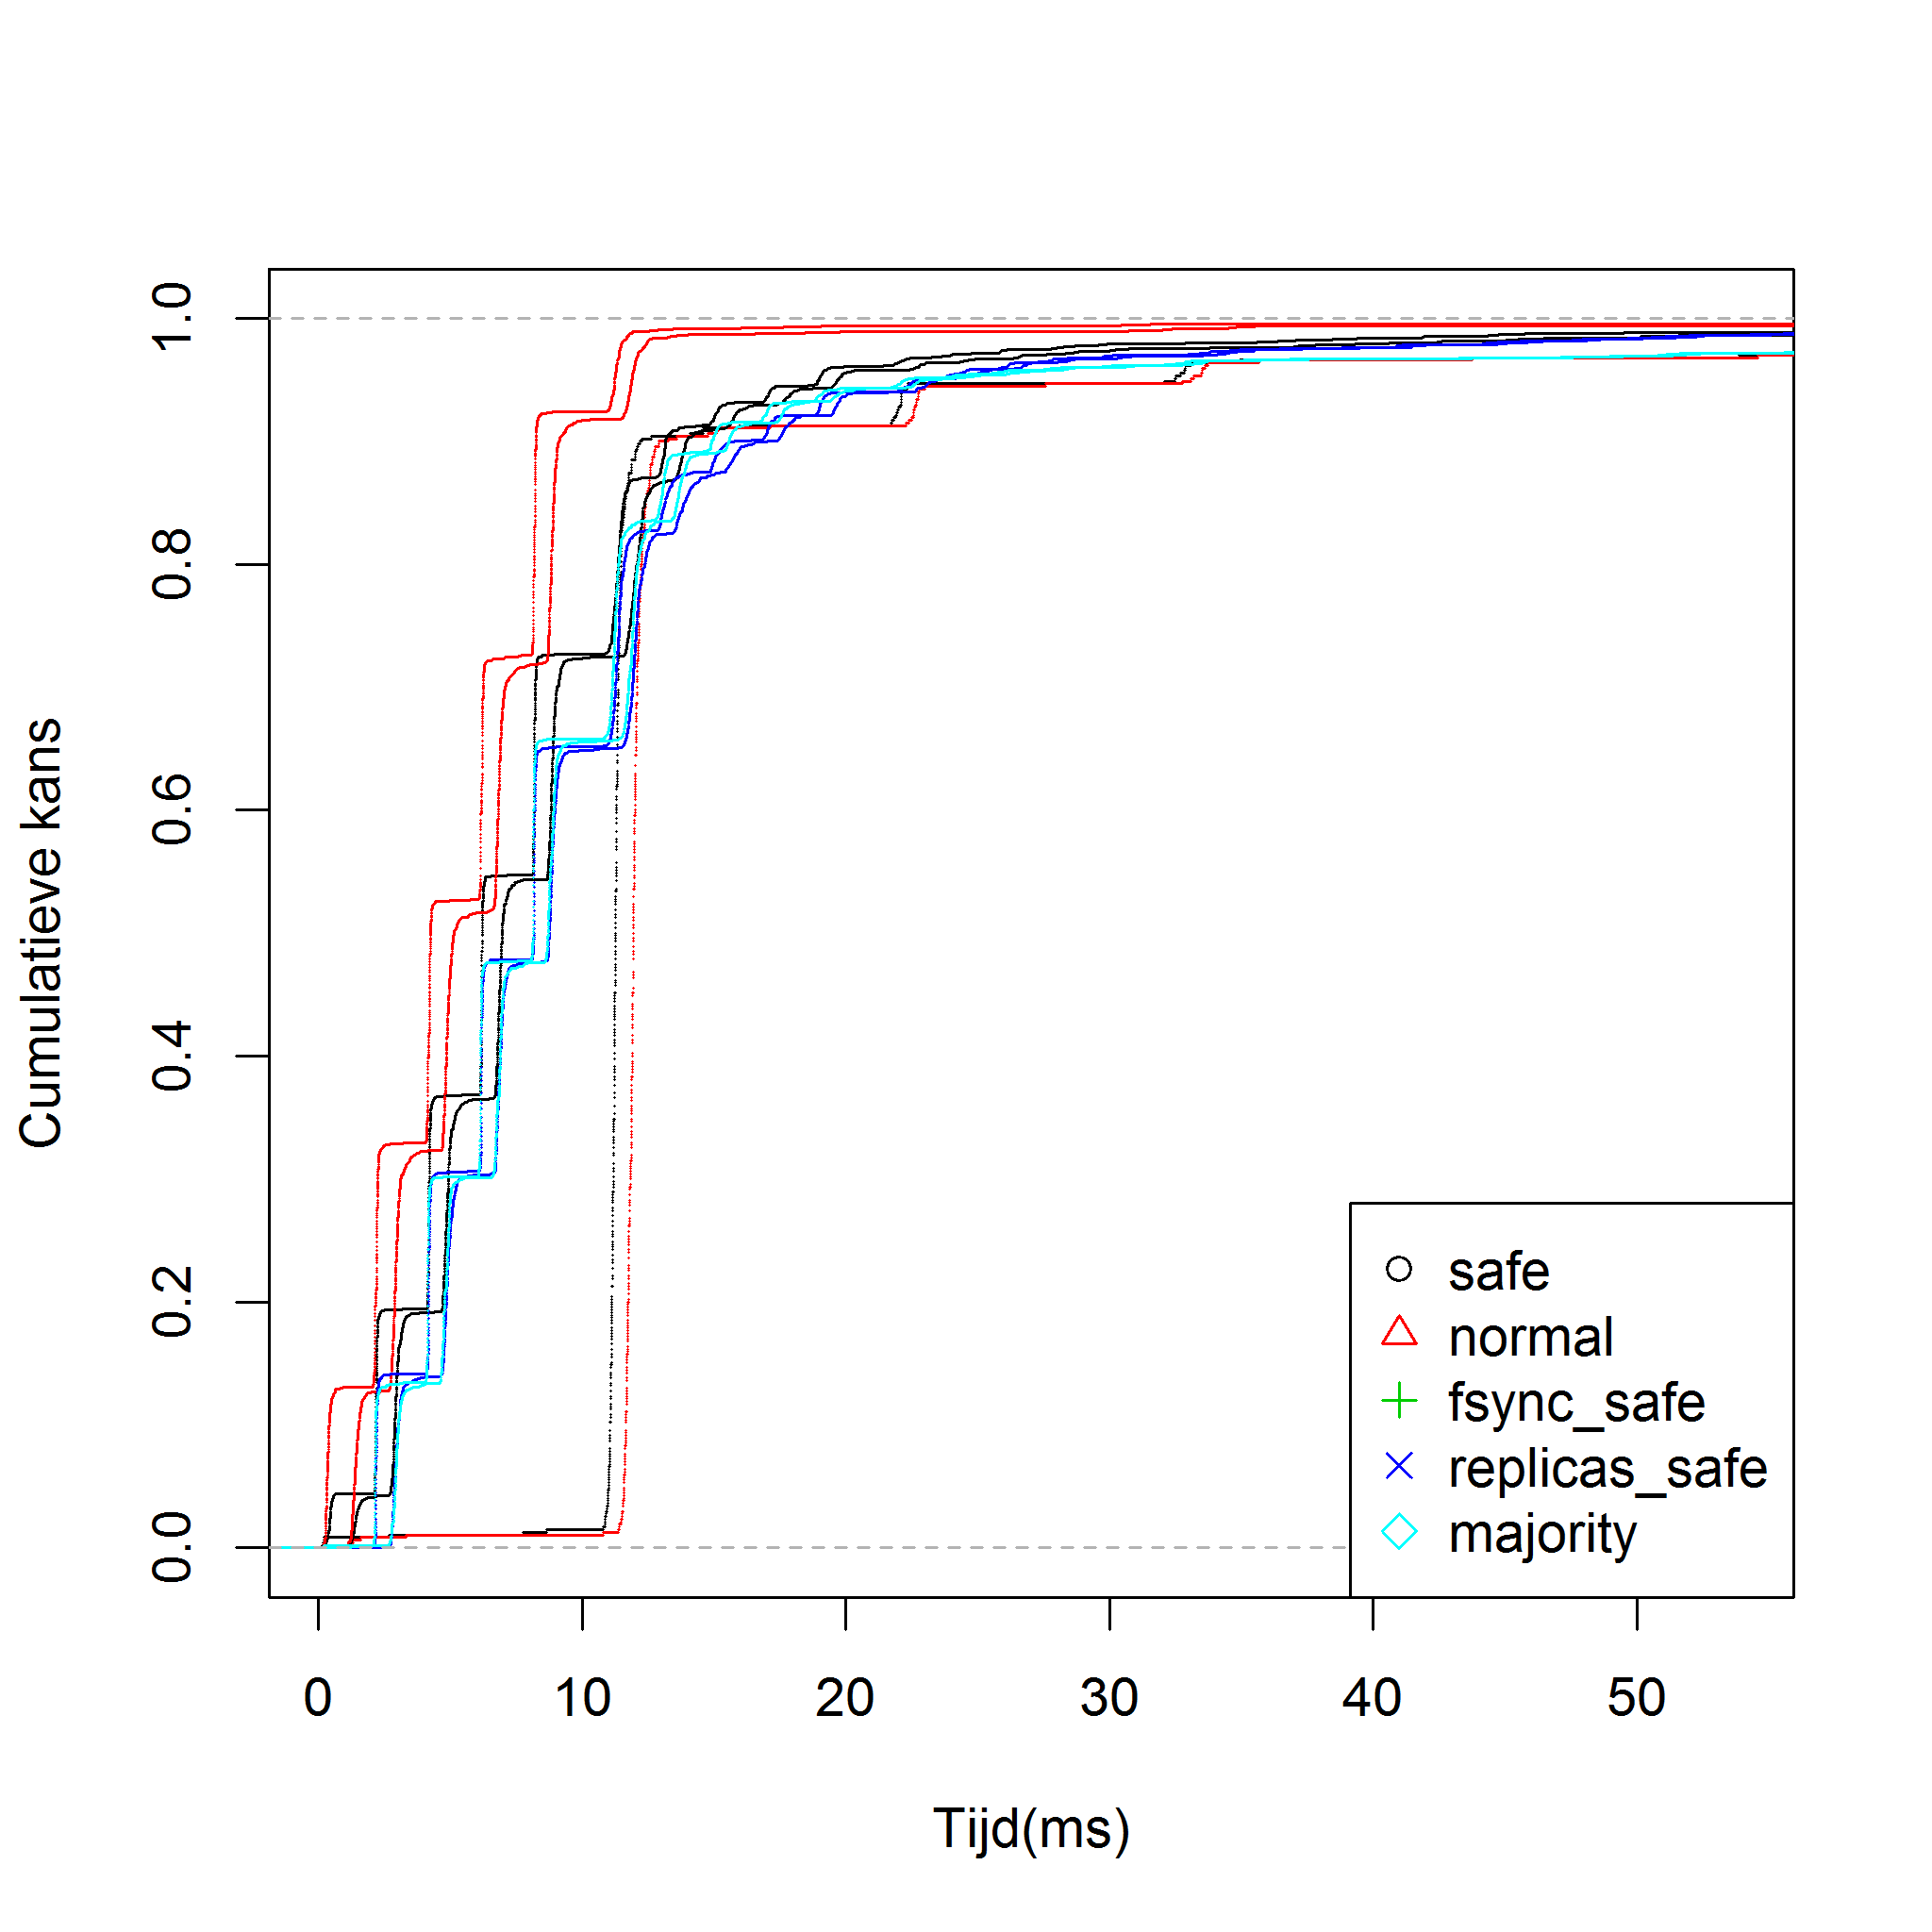 Cumulatieve kans
1.0
0.8
0.6
0.4
0.2
0.0
safe
normal
fsync_safe
replicas_safe
majority
0 10 20 30 40 50
Tijd(ms)